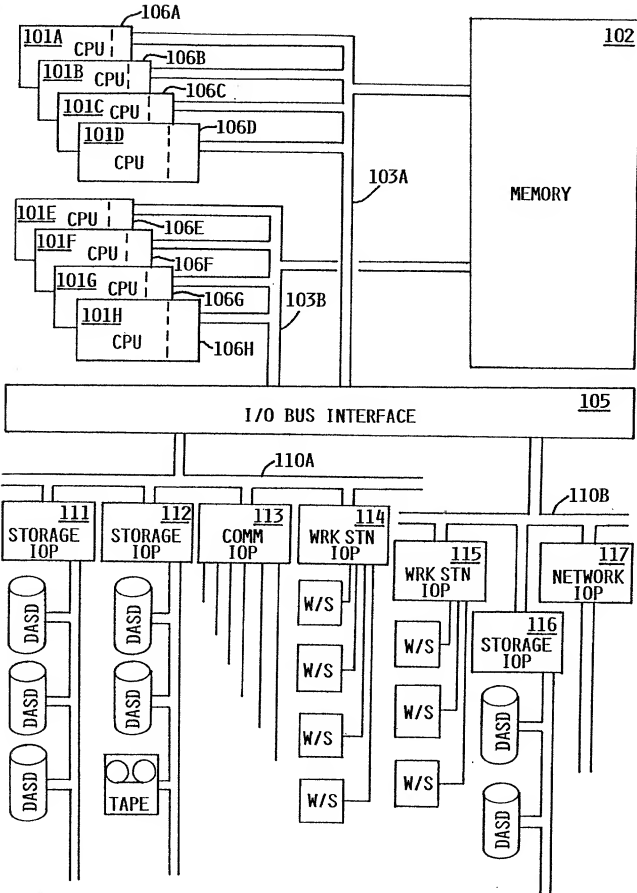 106A
101A
CPU
106B
101B
CPU
106C
101C
CPU
106D
101D
CPU
102
MEMORY
103A
101E
CPU
106E
101F
CPU
106F
101G
CPU
106G
101H
CPU
106H
103B
105
I/O BUS INTERFACE
110A
110B
111
STORAGE
IOP
112
STORAGE
IOP
113
COMM
IOP
114
WRK STN
IOP
115
WRK STN
IOP
116
STORAGE
IOP
117
NETWORK
IOP
DASD
DASD
DASD
DASD
DASD
TAPE
W/S
W/S
W/S
W/S
W/S
W/S
W/S
DASD
DASD